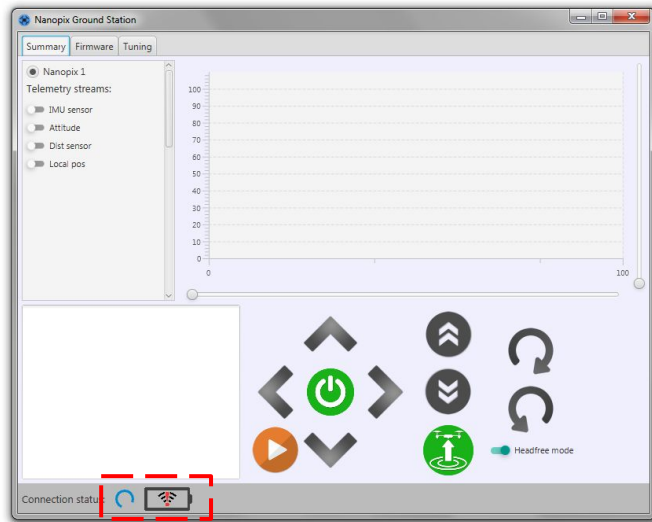 Nanopix Ground Station
Summary Firmware Tuning
Nanopix 1
Telemetry streams:
IMU sensor
Attitude
Dist sensor
Local pos
100
90
80
70
60
50
40
30
20
10
0
0 100
Headfree mode
Connection status: